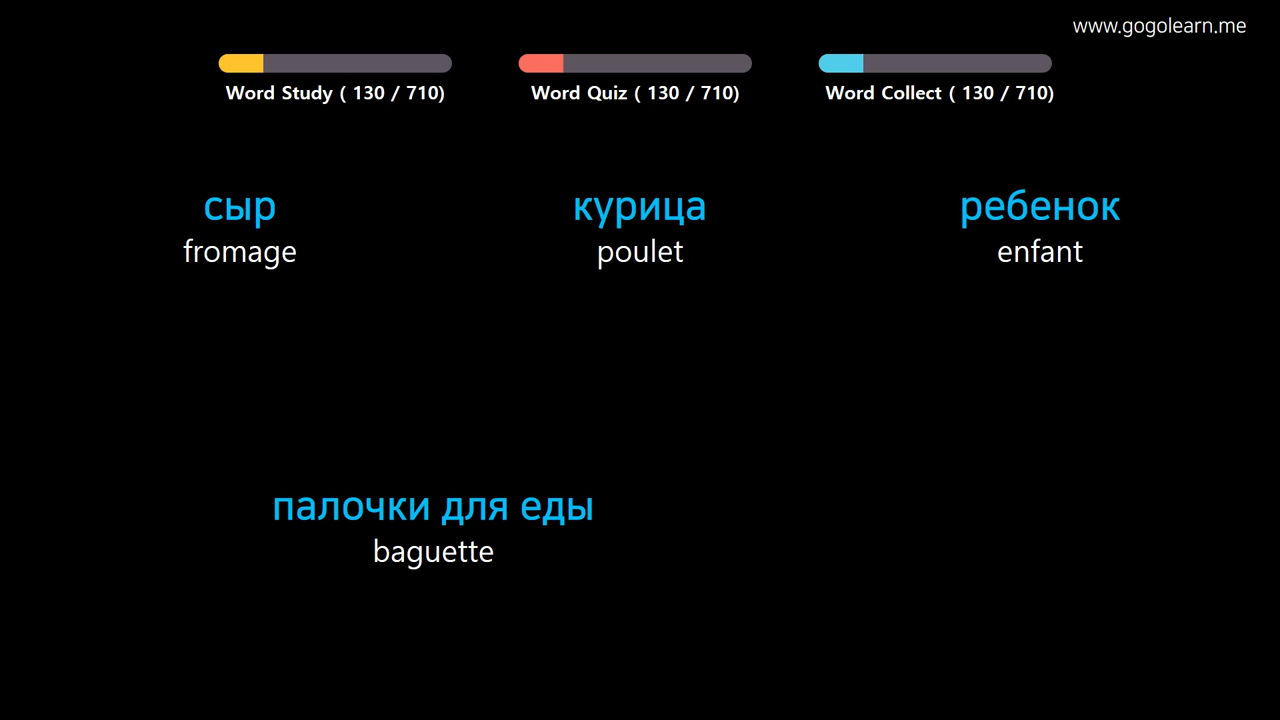 www.gogolearn.me
Word Study ( 130 / 710)
Word Quiz ( 130 / 710)
Word Collect ( 130 / 710)
сыр
fromage
курица
poulet
ребенок
enfant
палочки для еды
baguette